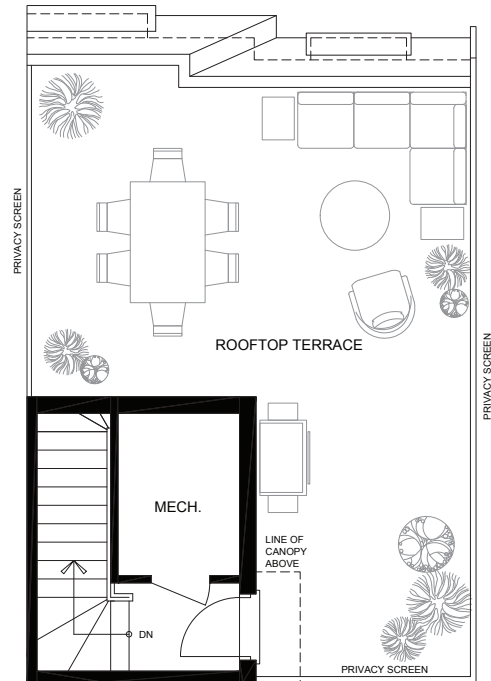 PRIVACY SCREEN
ROOFTOP TERRACE
PRIVACY SCREEN
MECH.
LINE OF
CANOPY
ABOVE
DN
PRIVACY SCREEN